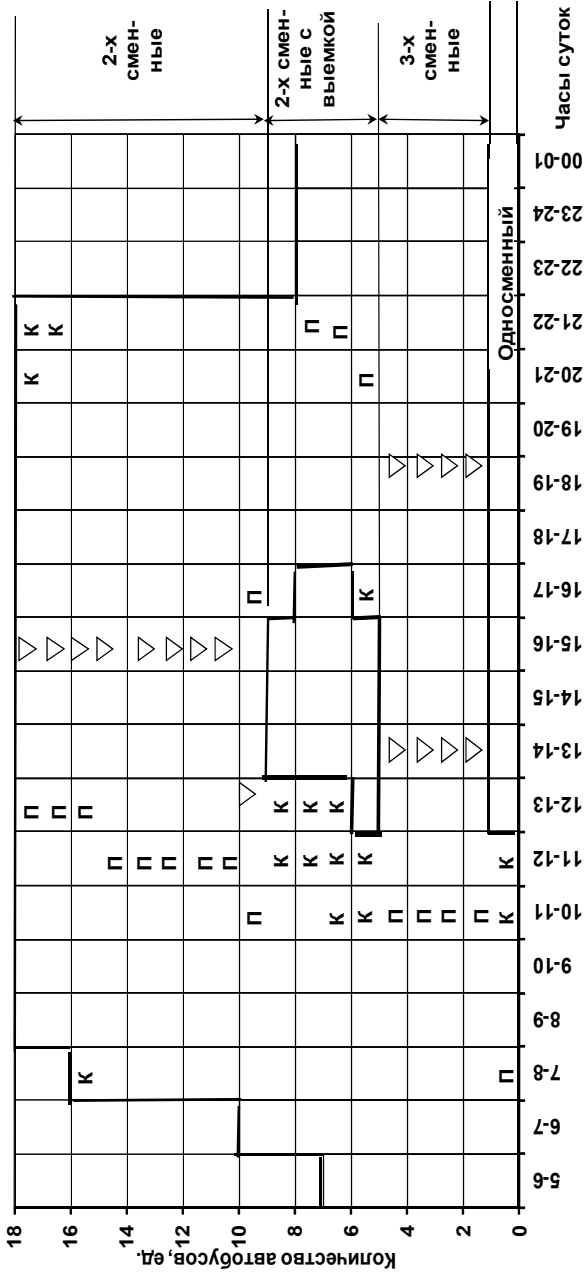 Количество автобусов, ед.
18
16
14
12
10
8
6
4
2
0
П К К
П К
К П
П
П
П
П
П
П П
К К
К К П
К К К П
К К К П
П
П
П
П
П К К
Односменный
2-х
смен-
ные
2-х смен-
ные с
выемкой
3-х
смен-
ные
5-6
6-7
7-8
8-9
9-10
10-11
11-12
12-13
13-14
14-15
15-16
16-17
17-18
18-19
19-20
20-21
21-22
22-23
23-24
00-01
Часы суток